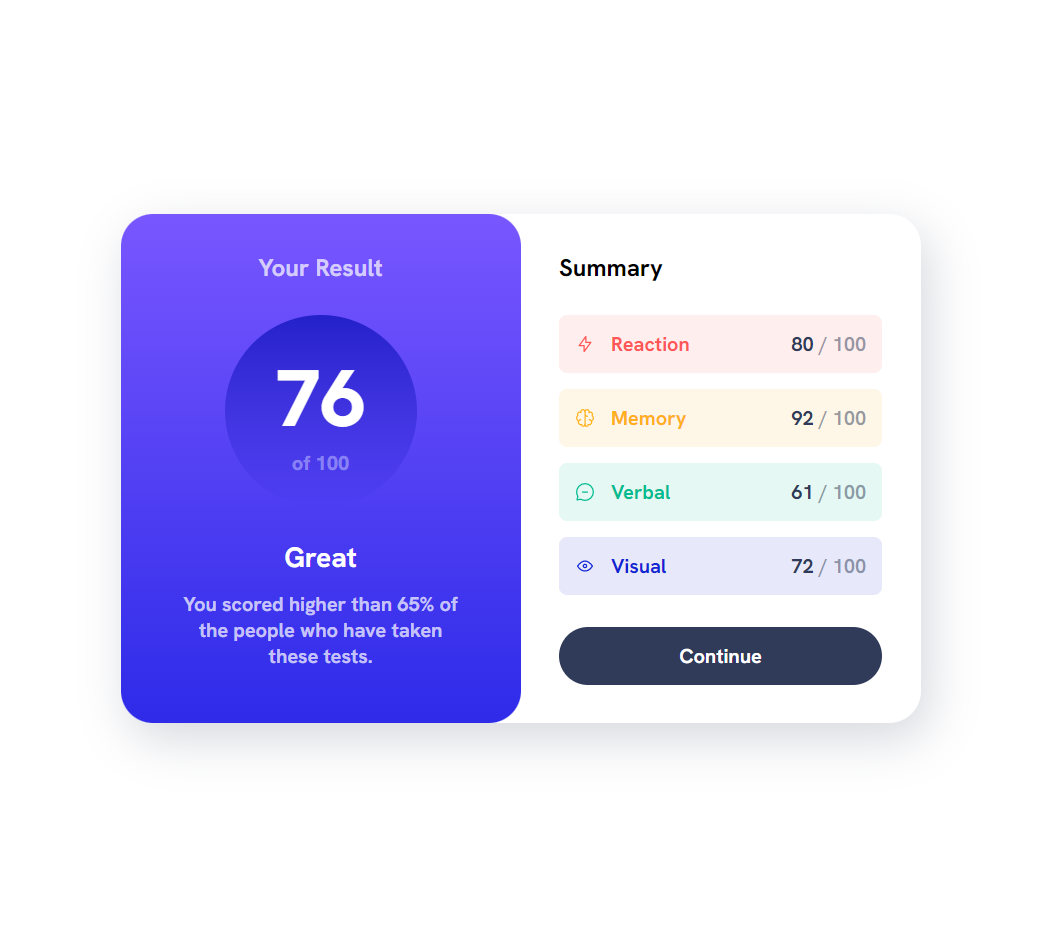 Your Result
76
of 100
Great
You scored higher than 65% of
the people who have taken
these tests.
Summary
Reaction 80 / 100
Memory 92 / 100
Verbal 61 / 100
Visual 72 / 100
Continue